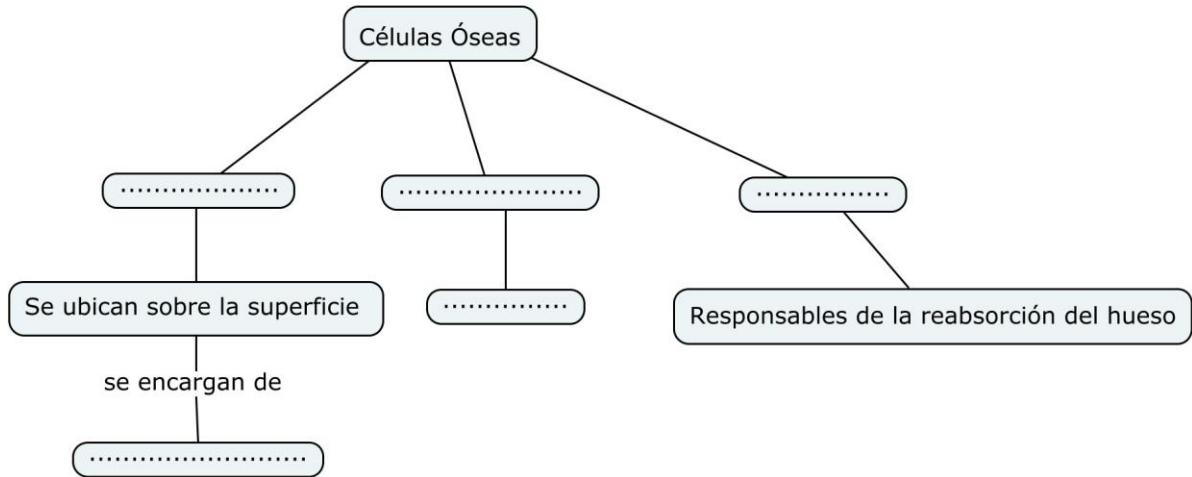 Células Óseas
...................
......................
................
Se ubican sobre la superficie
...............
Responsables de la reabsorción del hueso
se encargan de
..........................